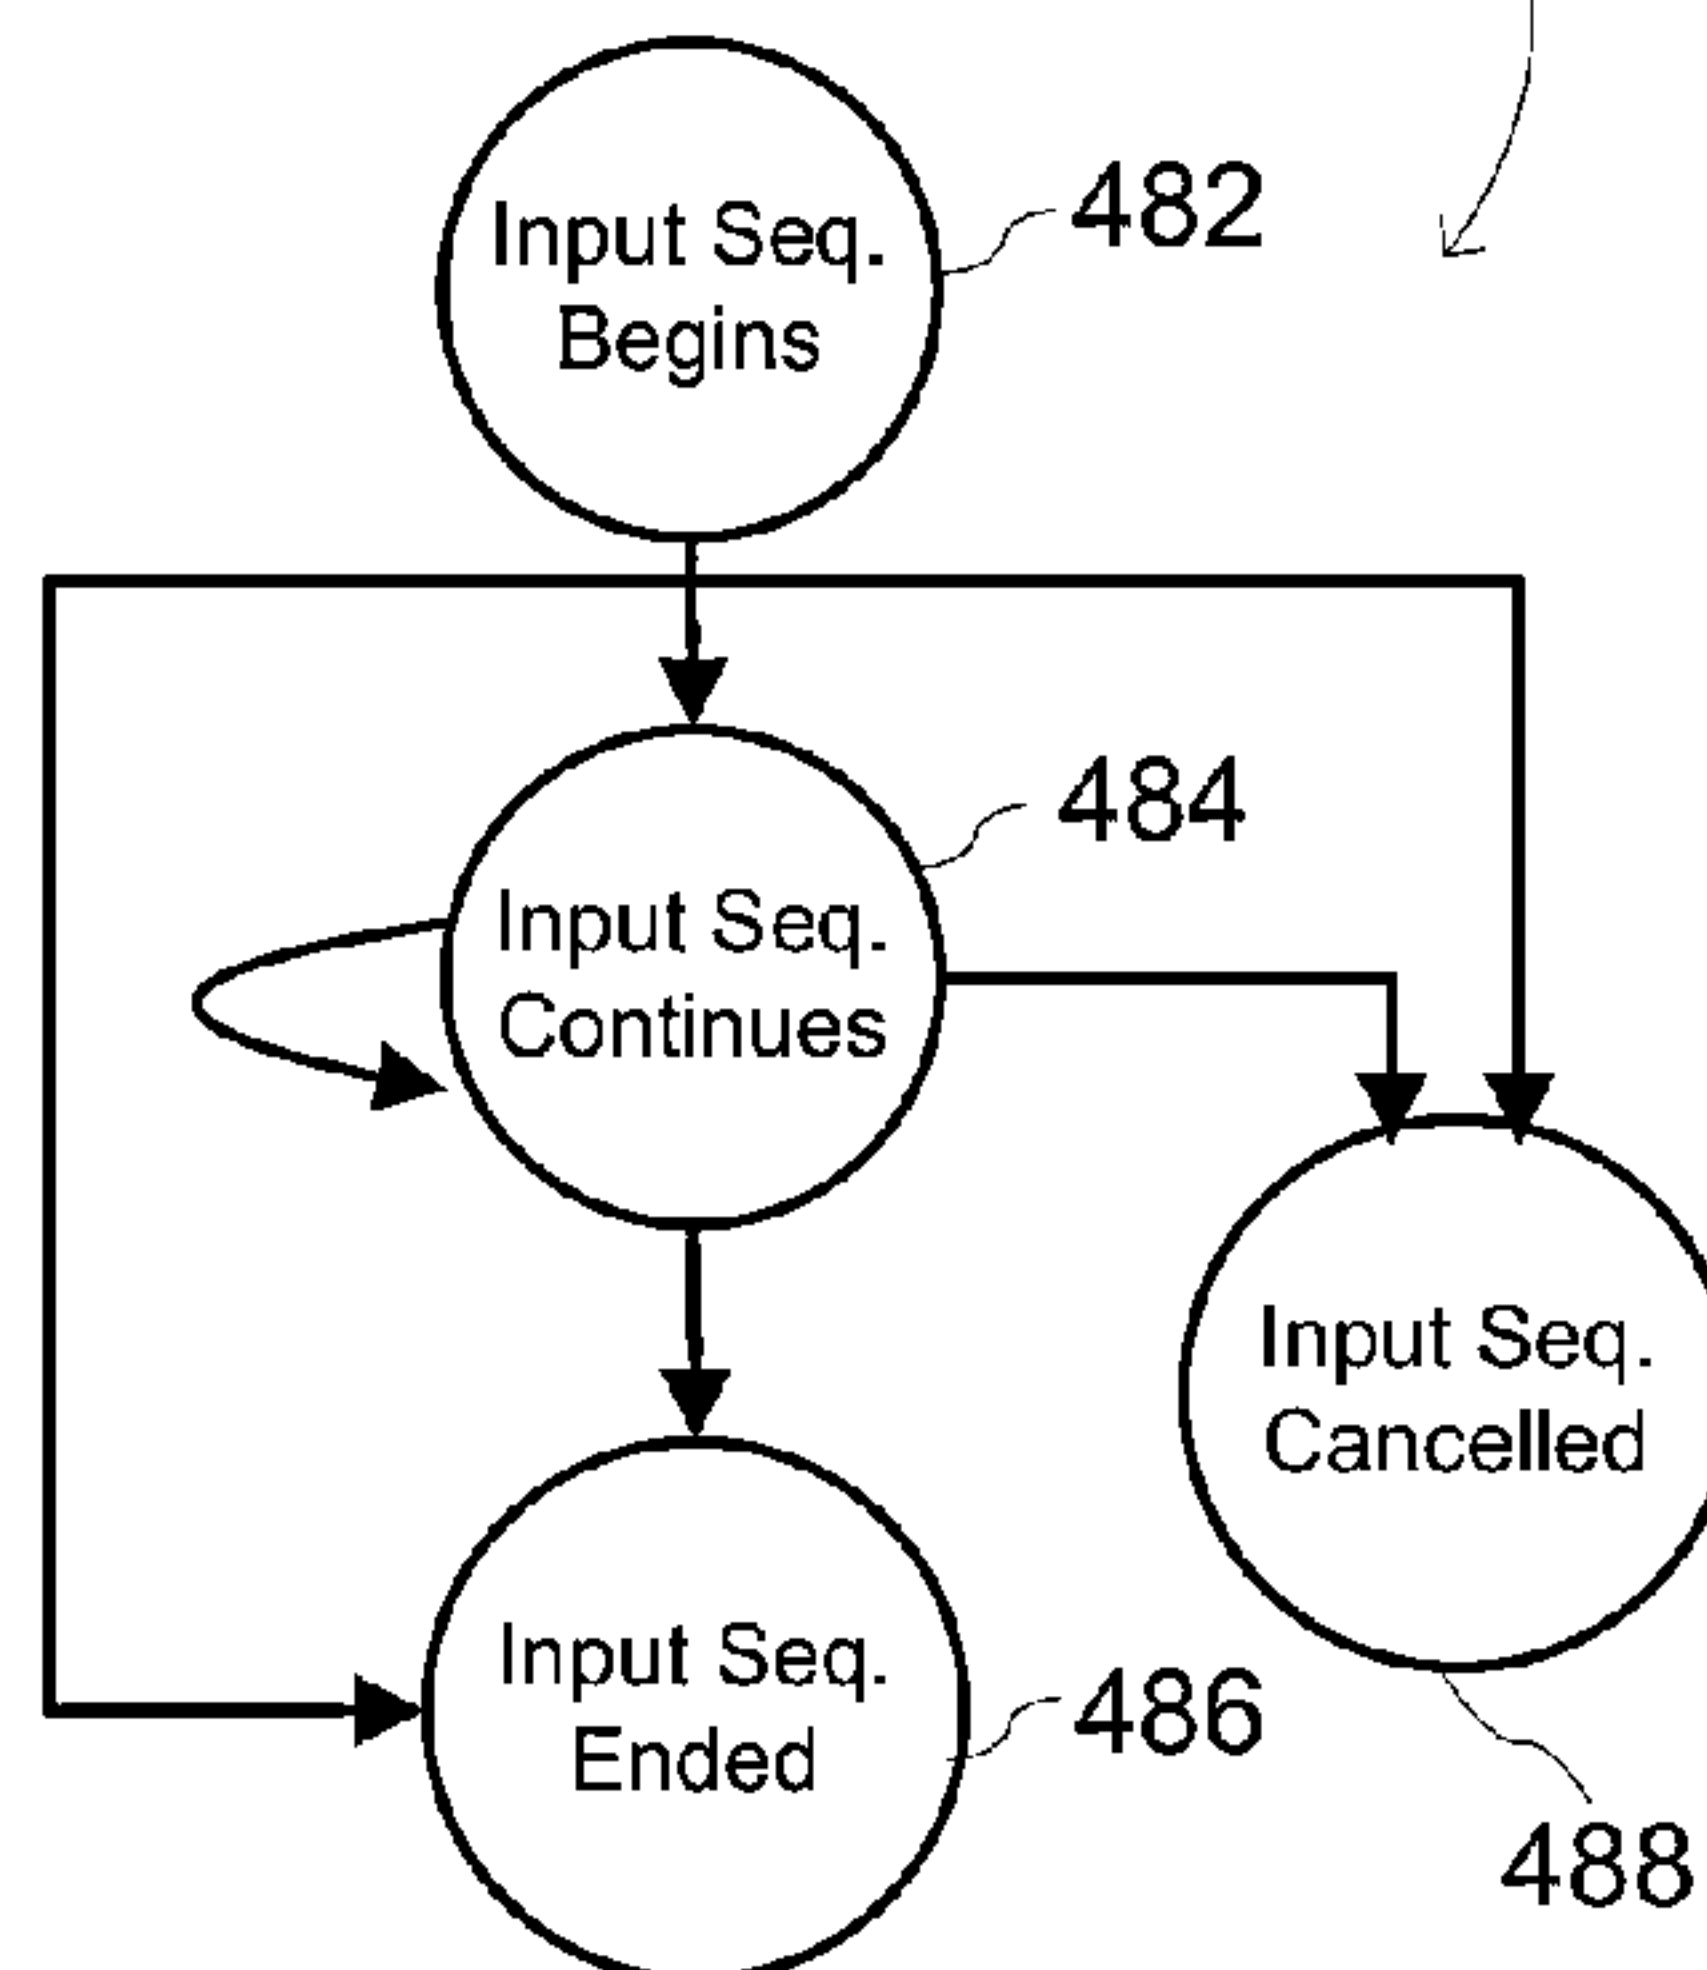 Input Seq.
Begins
482
484
Input Seq.
Continues
Input Seq.
Cancelled
Input Seq.
Ended
486
488